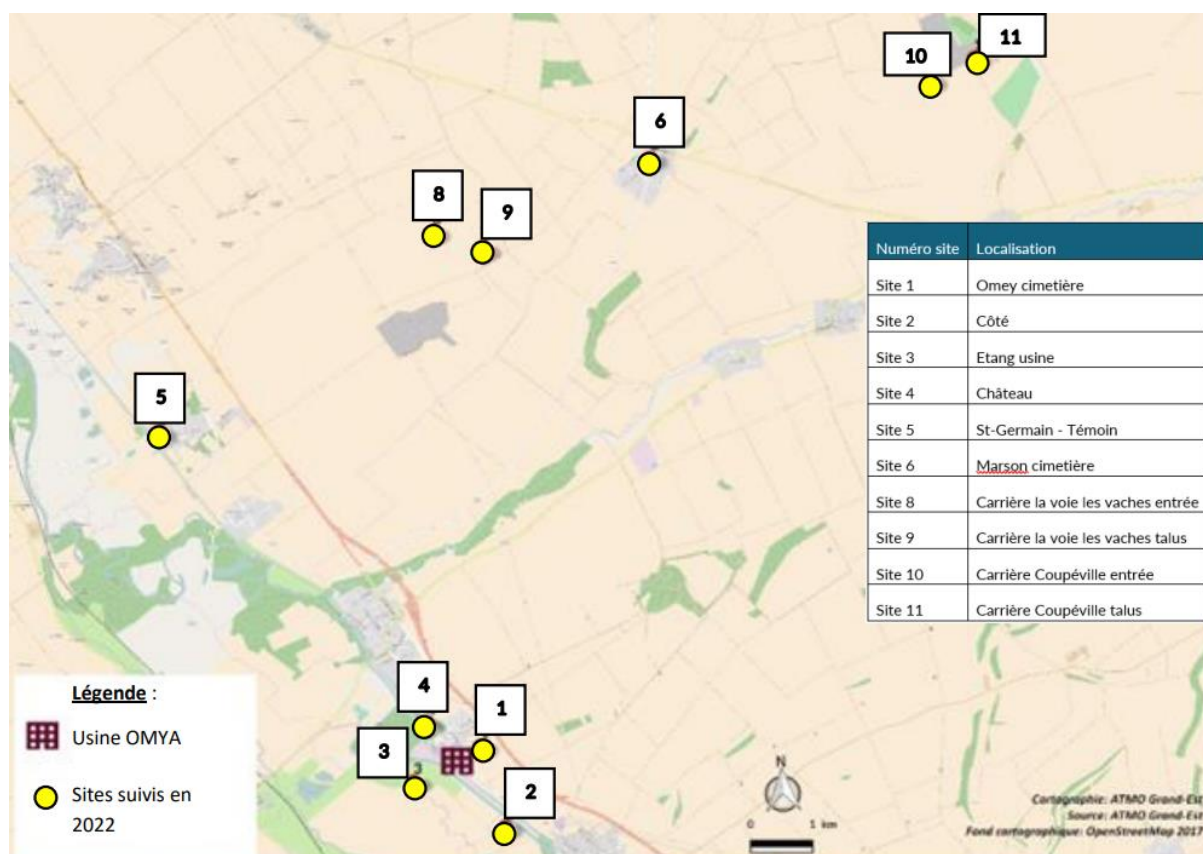 10
11
6
8
9
5
Numéro site Localisation
Site 1 Omey cimetière
Site 2 Côté
Site 3 Etang usine
Site 4 Château
Site 5 St-Germain - Témoin
Site 6 Marson cimetière
Site 8 Carrière la voie les vaches entrée
Site 9 Carrière la voie les vaches talus
Site 10 Carrière Coupéville entrée
Site 11 Carrière Coupéville talus
4
1
3
2
Légende :
Usine OMYA
Sites suivis en
2022
N
0 1 km
Cartographie: ATMO Grand-Est
Source: ATMO Grand-Est
Fond cartographique: OpenStreetMap 2017